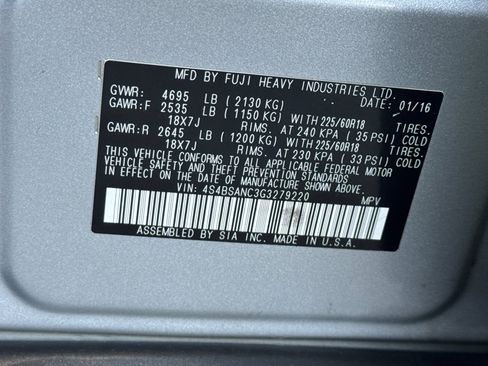 MFD BY FUJI HEAVY INDUSTRIES LTD.
GVWR: 4695 LB (2130 KG) DATE: 01/16
GAWR:F 2535 LB (1150 KG) WITH 225/60R18 TIRES.
18X7J RIMS. AT 240 KPA (35 PSI) COLD
GAWR:R 2645 LB (1200 KG) WITH 225/60R18 TIRES.
18X7J RIMS. AT 230 KPA (33 PSI) COLD
THIS VEHICLE CONFORMS TO ALL APPLICABLE FEDERAL MOTOR
VEHICLE SAFETY AND THEFT PREVENTION STANDARDS IN EFFECT ON THE
DATE OF MANUFACTURE SHOWN ABOVE.
VIN: 4S4BSANC3G3279220 MPV
ASSEMBLED BY SIA INC. MADE IN U.S.A.